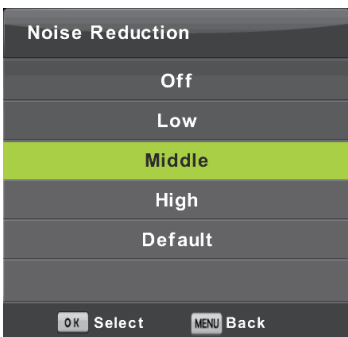 Noise Reduction
Off
Low
Middle
High
Default
OK Select MENU Back